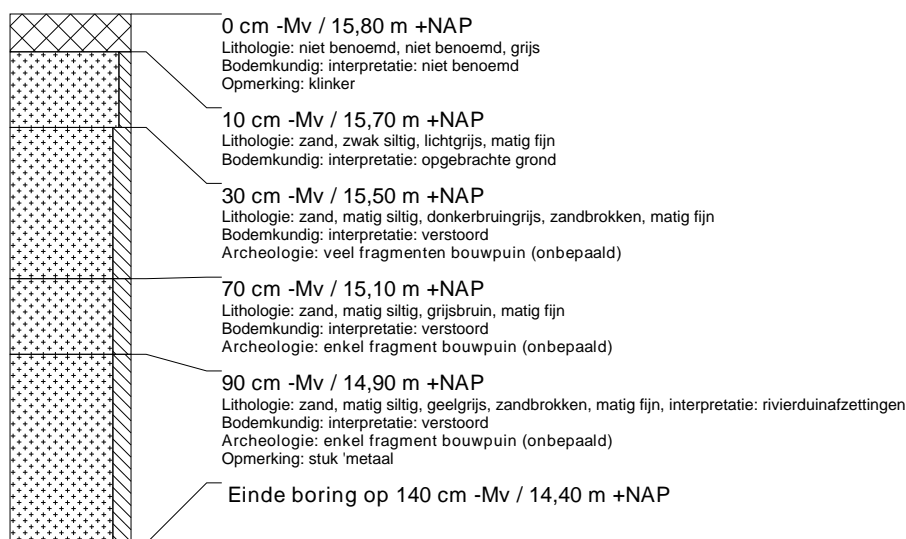 0 cm -Mv / 15,80 m +NAP
Lithologie: niet benoemd, niet benoemd, grijs
Bodemkundig: interpretatie: niet benoemd
Opmerking: klinker
10 cm -Mv / 15,70 m +NAP
Lithologie: zand, zwak siltig, lichtgrijs, matig fijn
Bodemkundig: interpretatie: opgebrachte grond
30 cm -Mv / 15,50 m +NAP
Lithologie: zand, matig siltig, donkerbruingrijs, zandbrokken, matig fijn
Bodemkundig: interpretatie: verstoord
Archeologie: veel fragmenten bouwpuin (onbepaald)
70 cm -Mv / 15,10 m +NAP
Lithologie: zand, matig siltig, grijsbruin, matig fijn
Bodemkundig: interpretatie: verstoord
Archeologie: enkel fragment bouwpuin (onbepaald)
90 cm -Mv / 14,90 m +NAP
Lithologie: zand, matig siltig, geelgrijs, zandbrokken, matig fijn, interpretatie: rivierduinafzettingen
Bodemkundig: interpretatie: verstoord
Archeologie: enkel fragment bouwpuin (onbepaald)
Opmerking: stuk 'metaal
Einde boring op 140 cm -Mv / 14,40 m +NAP